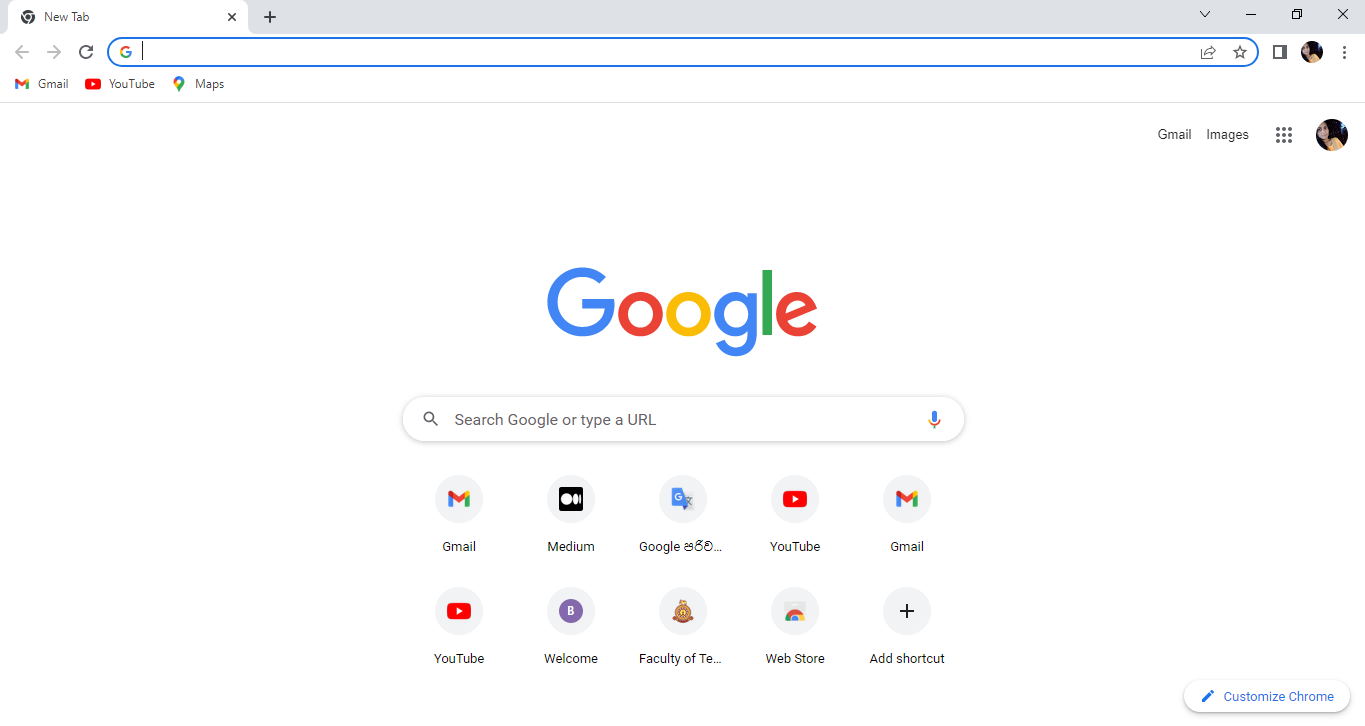 New Tab
Gmail YouTube Maps
Gmail Images
Google
Search Google or type a URL
Gmail Medium Google පරිව... YouTube Gmail
YouTube B Welcome Faculty of Te... Web Store Add shortcut
Customize Chrome